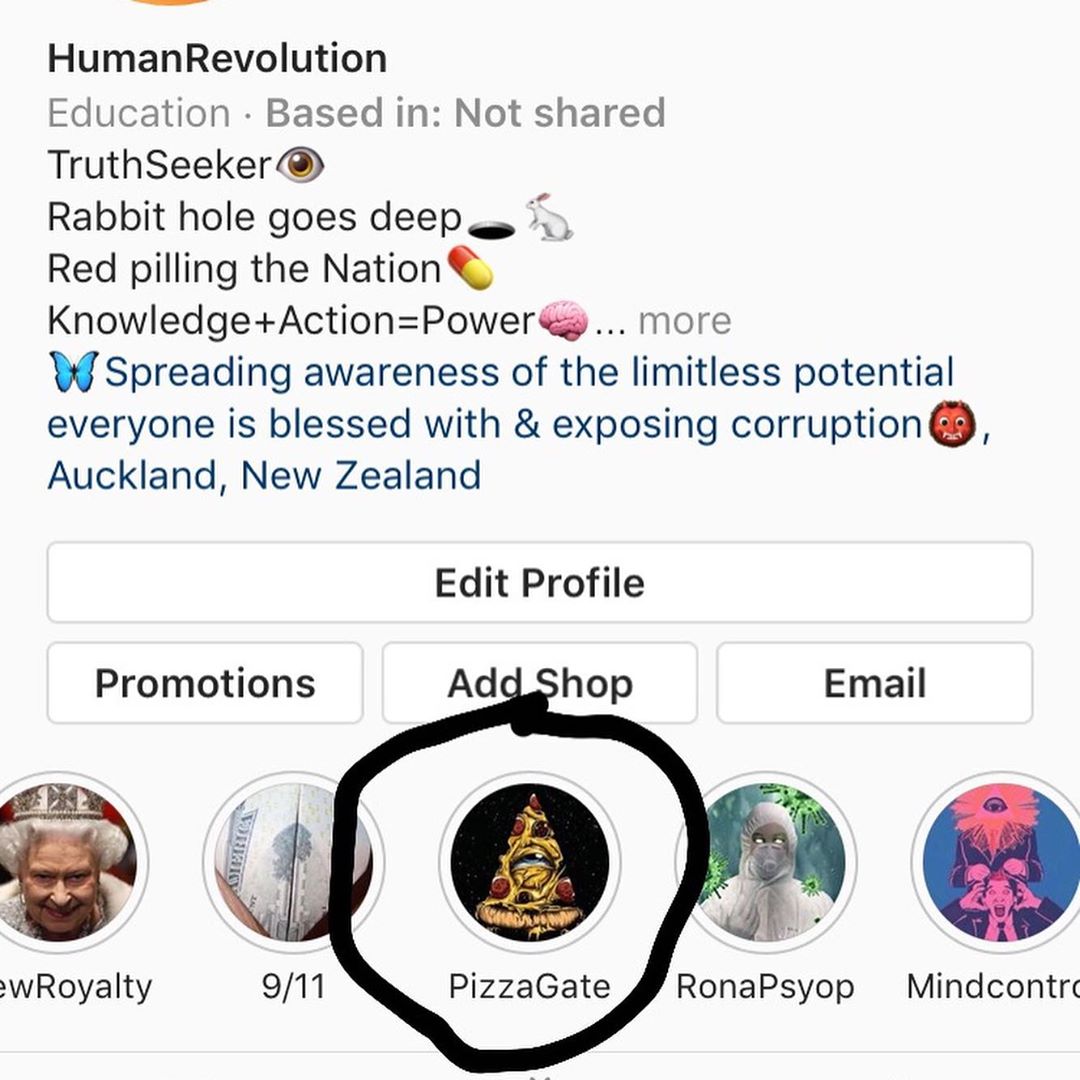 HumanRevolution
Education · Based in: Not shared
TruthSeeker👁️
Rabbit hole goes deep🕳️🐇
Red pilling the Nation💊
Knowledge+Action=Power🧠... more
🦋Spreading awareness of the limitless potential
everyone is blessed with & exposing corruption👹,
Auckland, New Zealand
Edit Profile
Promotions Add Shop Email
ewRoyalty 9/11 PizzaGate RonaPsyop Mindcontro